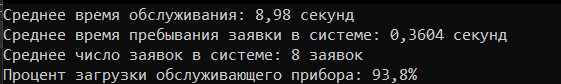 Среднее время обслуживания: 8,98 секунд
Среднее время пребывания заявки в системе: 0,3604 секунд
Среднее число заявок в системе: 8 заявок
Процент загрузки обслуживающего прибора: 93,8%